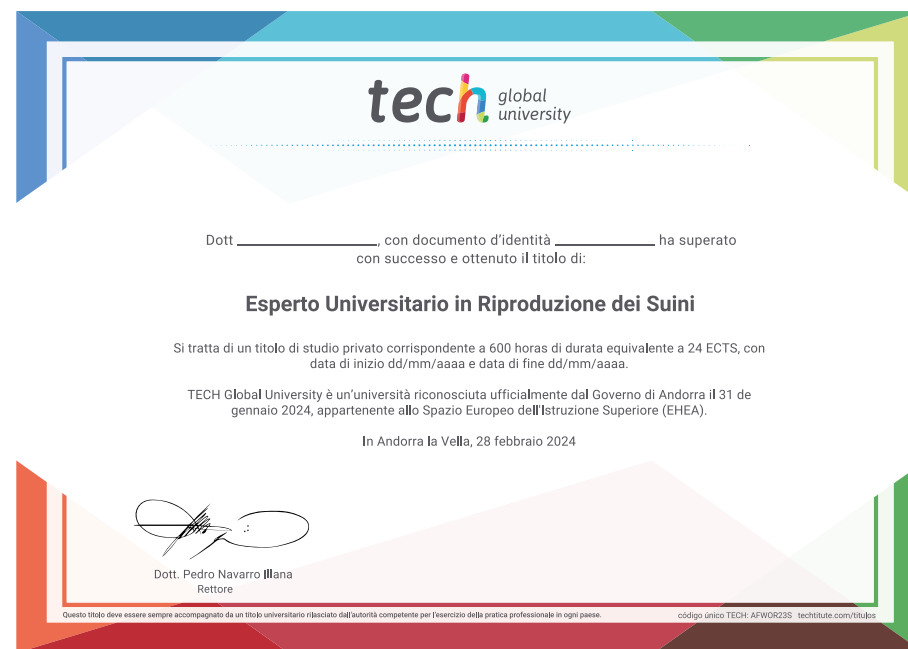 tech global university
Dott ____________, con documento d'identità ____________ ha superato
con successo e ottenuto il titolo di:
Esperto Universitario in Riproduzione dei Suini
Si tratta di un titolo di studio privato corrispondente a 600 horas di durata equivalente a 24 ECTS, con
data di inizio dd/mm/aaaa e data di fine dd/mm/aaaa.
TECH Global University è un'università riconosciuta ufficialmente dal Governo di Andorra il 31 de
gennaio 2024, appartenente allo Spazio Europeo dell'Istruzione Superiore (EHEA).
In Andorra la Vella, 28 febbraio 2024
Dott. Pedro Navarro Illana
Rettore
Questo titolo deve essere sempre accompagnato da un titolo universitario rilasciato dall'autorità competente per l'esercizio della pratica professionale in ogni paese. código único TECH: AFWOR23S techtitute.com/titulos